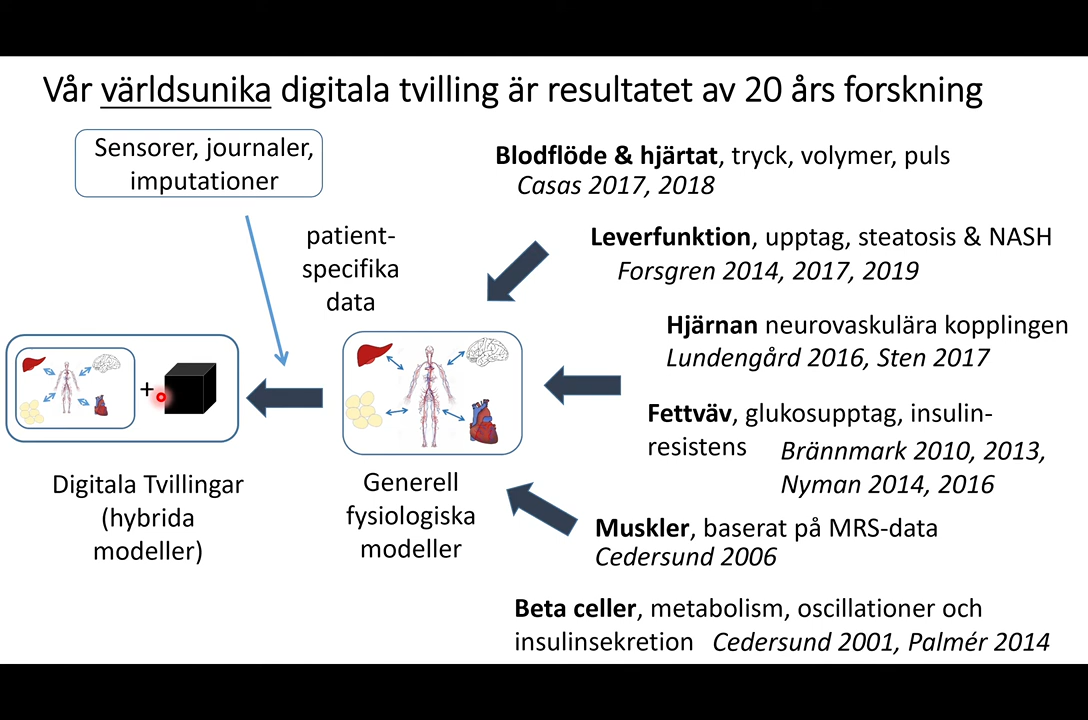 Vår världsunika digitala tvilling är resultatet av 20 års forskning
Sensorer, journaler,
imputationer
patient-
specifika
data
+
Digitala Tvillingar
(hybrida
modeller)
Generell
fysiologiska
modeller
Blodflöde & hjärtat, tryck, volymer, puls
Casas 2017, 2018
Leverfunktion, upptag, steatosis & NASH
Forsgren 2014, 2017, 2019
Hjärnan neurovaskulära kopplingen
Lundengård 2016, Sten 2017
Fettväv, glukosupptag, insulin-
resistens Brännmark 2010, 2013,
Nyman 2014, 2016
Muskler, baserat på MRS-data
Cedersund 2006
Beta celler, metabolism, oscillationer och
insulinsekretion Cedersund 2001, Palmér 2014